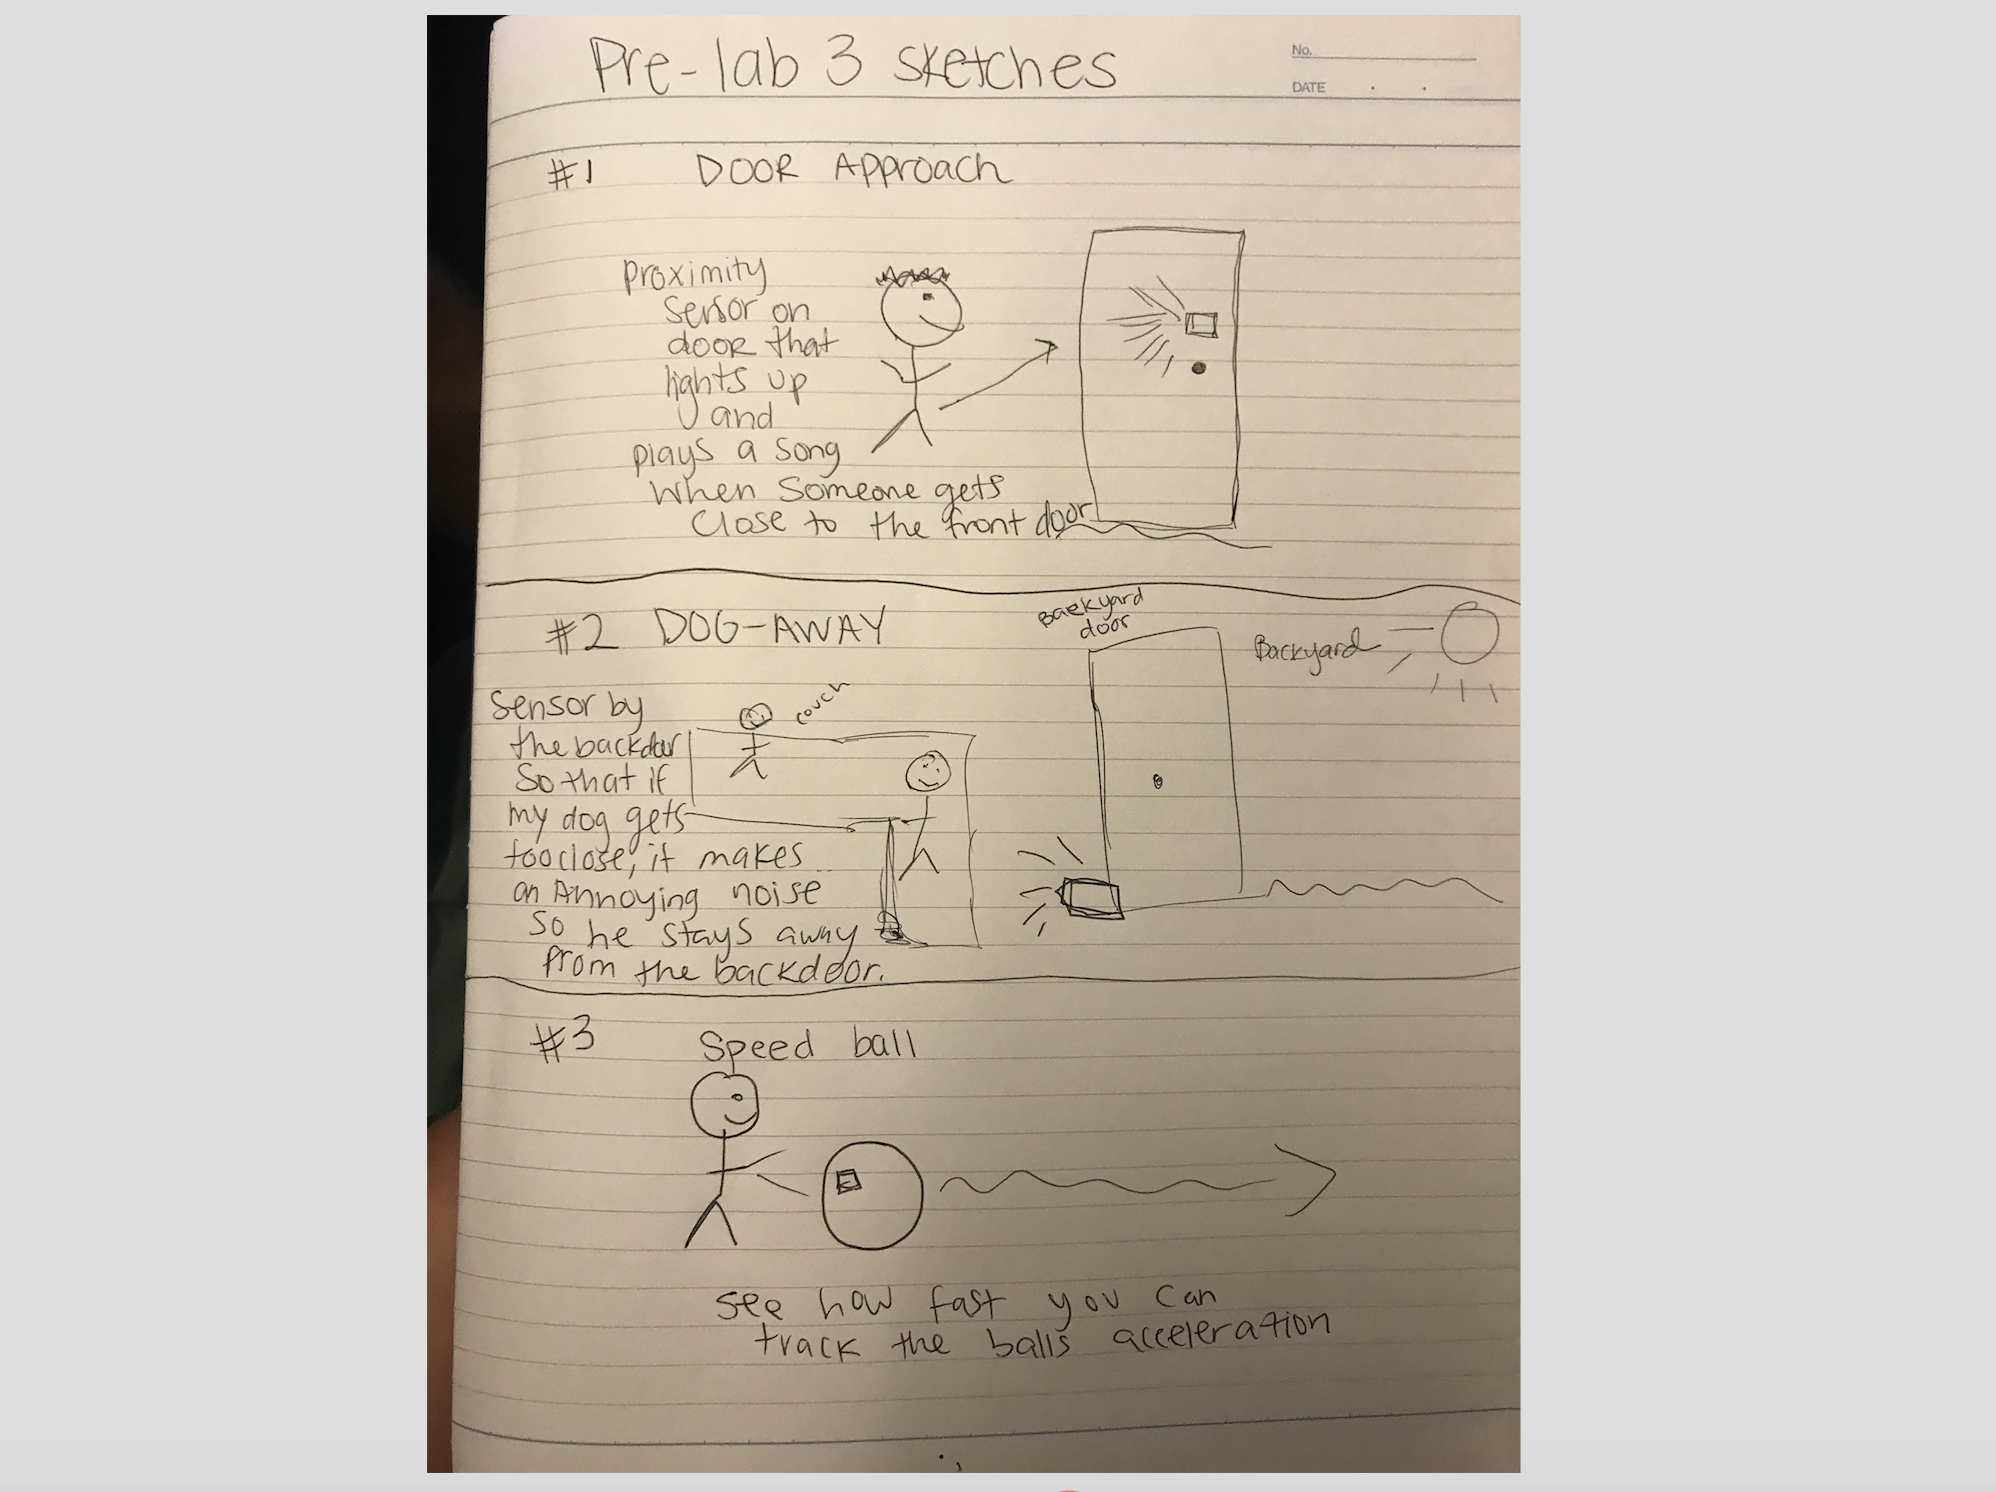 Pre-lab 3 sketches
No.
DATE
#1 DOOR Approach
proximity
sensor on
door that
lights up
and
plays a song
when someone gets
close to the front door
#2 DOG-AWAY
Backyard
door
Backyard
couch
sensor by
the backdoor
so that if
my dog gets
too close, it makes
an Annoying noise
so he stays away
from the backdoor.
#3 Speed ball
see how fast you can
track the balls acceleration